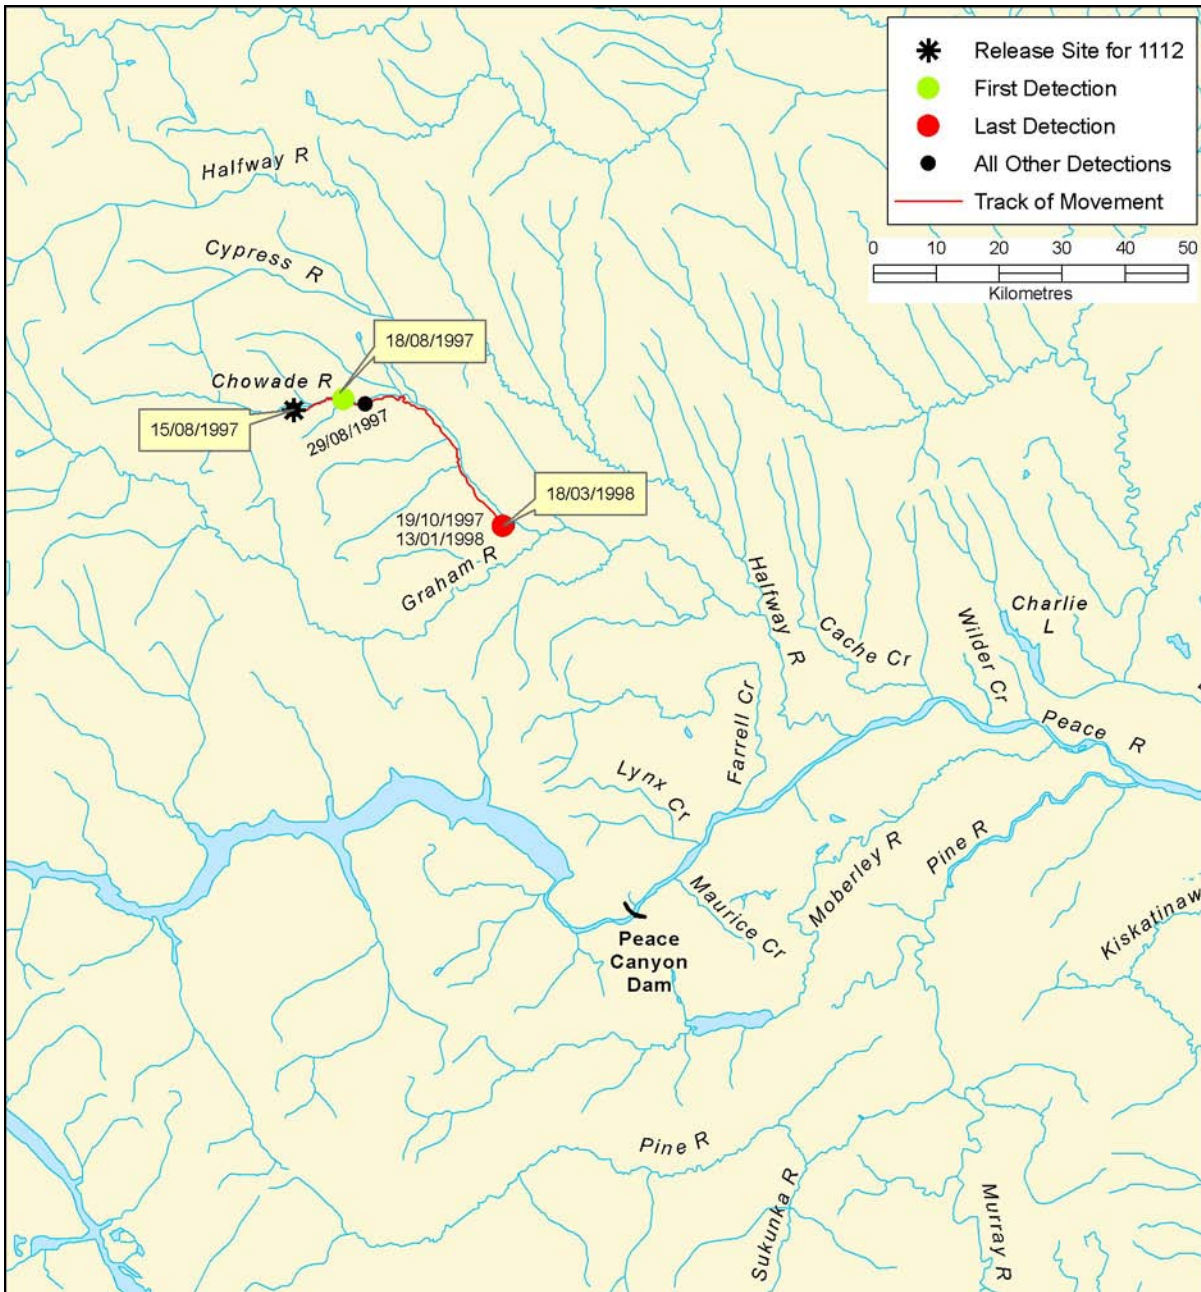 Release Site for 1112
First Detection
Last Detection
All Other Detections
Track of Movement
0 10 20 30 40 50
Kilometres
Halfway R
Cypress R
18/08/1997
Chowade R
15/08/1997
29/08/1997
18/03/1998
19/10/1997
13/01/1998
Graham R
Halfway R
Cache Cr
Wilder Cr
Charlie
L
Peace R
Farrell Cr
Lynx Cr
Pine R
Moberley R
Maurice Cr
Kiskatinaw
Peace
Canyon
Dam
Pine R
Sukunka R
Murray R